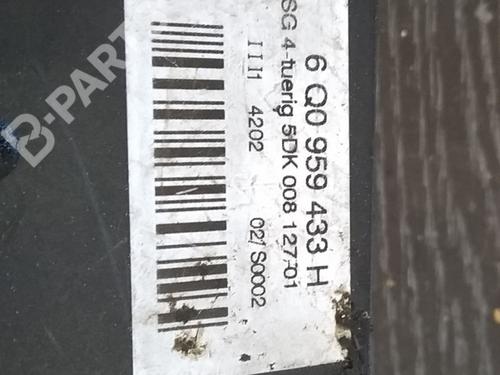 6 Q0 959 433 H
SG 4-tuerig 5DK 008 127-01
III1 4202 02/ S0002
B-PARTS